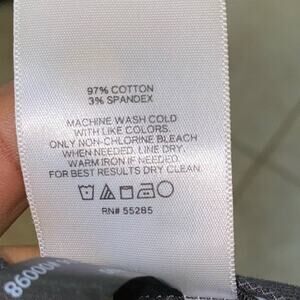 97% COTTON
3% SPANDEX
MACHINE WASH COLD
WITH LIKE COLORS.
ONLY NON-CHLORINE BLEACH
WHEN NEEDED. LINE DRY.
WARM IRON IF NEEDED.
FOR BEST RESULTS DRY CLEAN.
RN# 55285